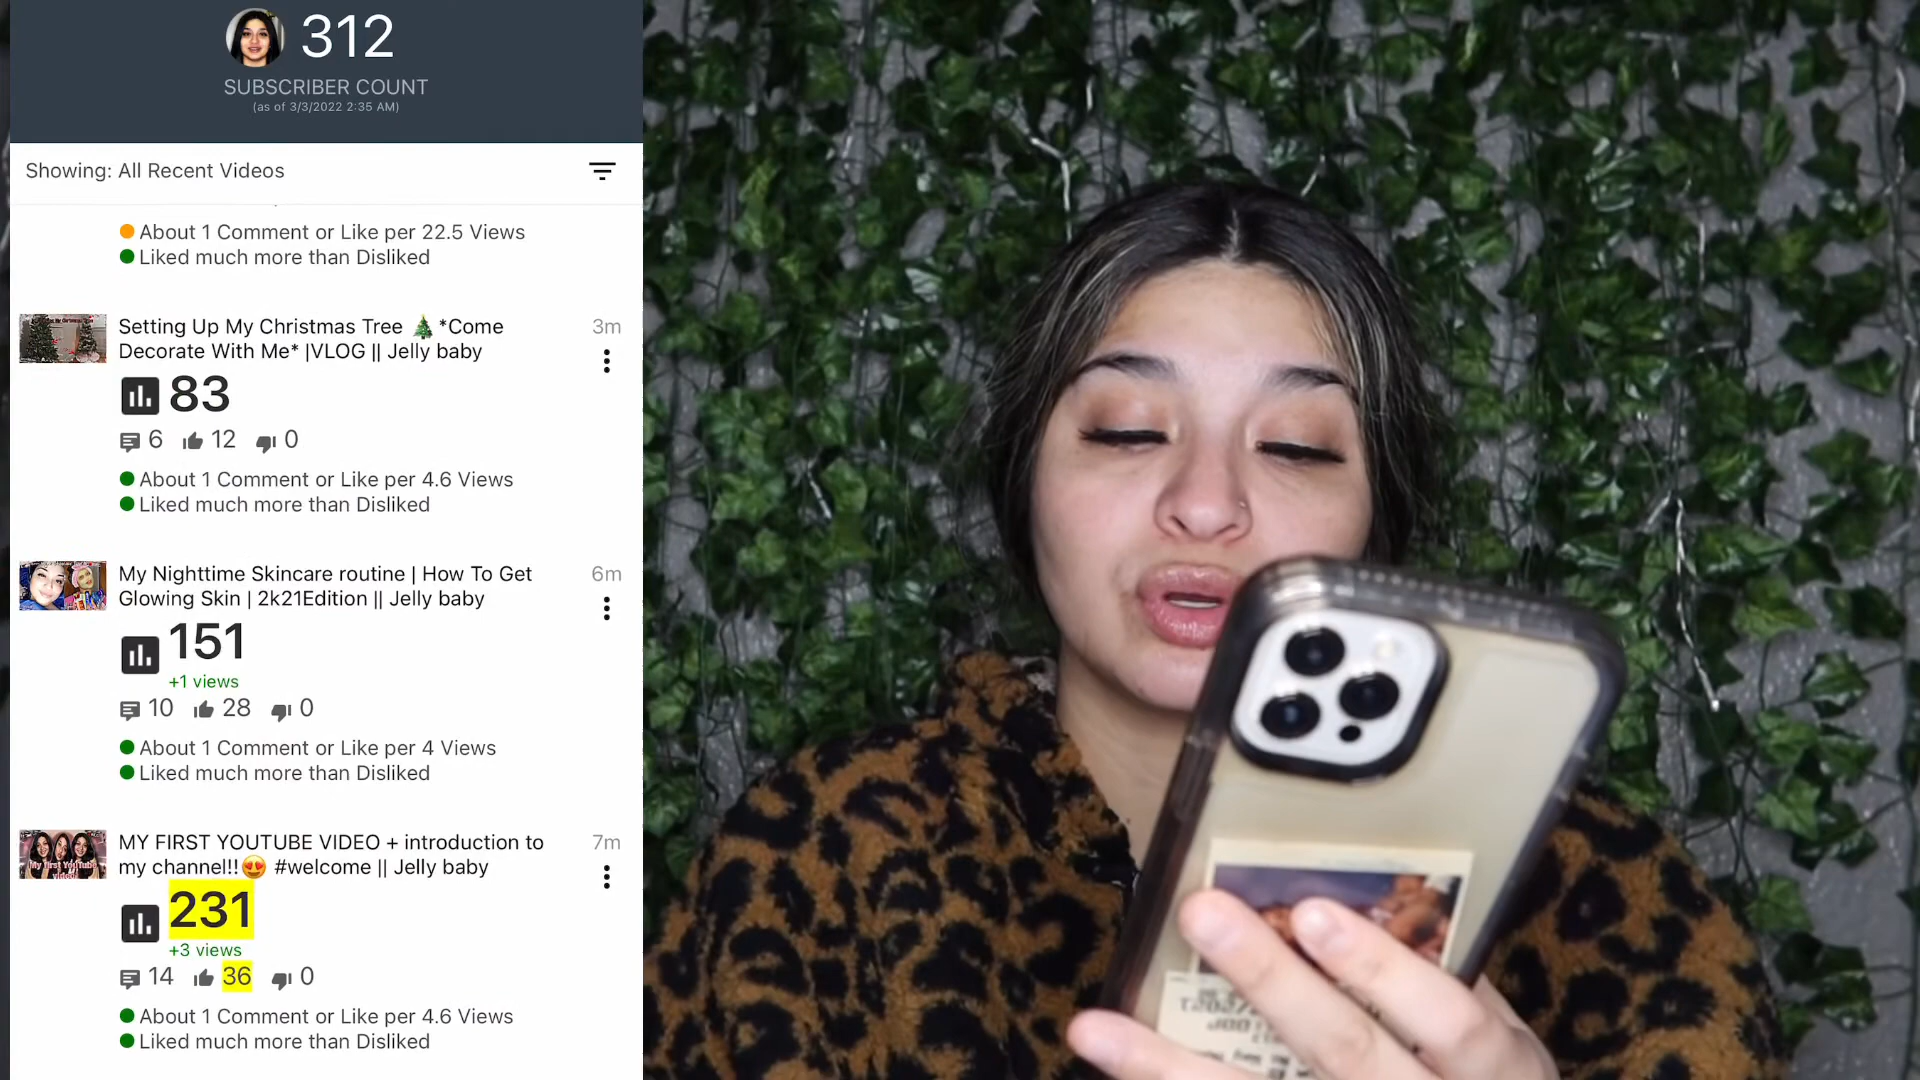 312
SUBSCRIBER COUNT
(as of 3/3/2022 2:35 AM)
Showing: All Recent Videos
About 1 Comment or Like per 22.5 Views
Liked much more than Disliked
Setting Up My Christmas Tree 🎄 *Come
Decorate With Me* |VLOG || Jelly baby
3m
83
6 12 0
About 1 Comment or Like per 4.6 Views
Liked much more than Disliked
My Nighttime Skincare routine | How To Get
Glowing Skin | 2k21Edition || Jelly baby
6m
151
+1 views
10 28 0
About 1 Comment or Like per 4 Views
Liked much more than Disliked
MY FIRST YOUTUBE VIDEO + introduction to
my channel!!😍 #welcome || Jelly baby
7m
My first YouTube
video
231
+3 views
14 36 0
About 1 Comment or Like per 4.6 Views
Liked much more than Disliked